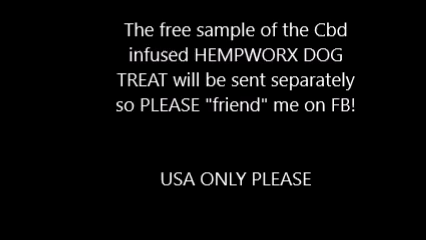 The free sample of the Cbd
infused HEMPWORX DOG
TREAT will be sent separately
so PLEASE "friend" me on FB!
USA ONLY PLEASE